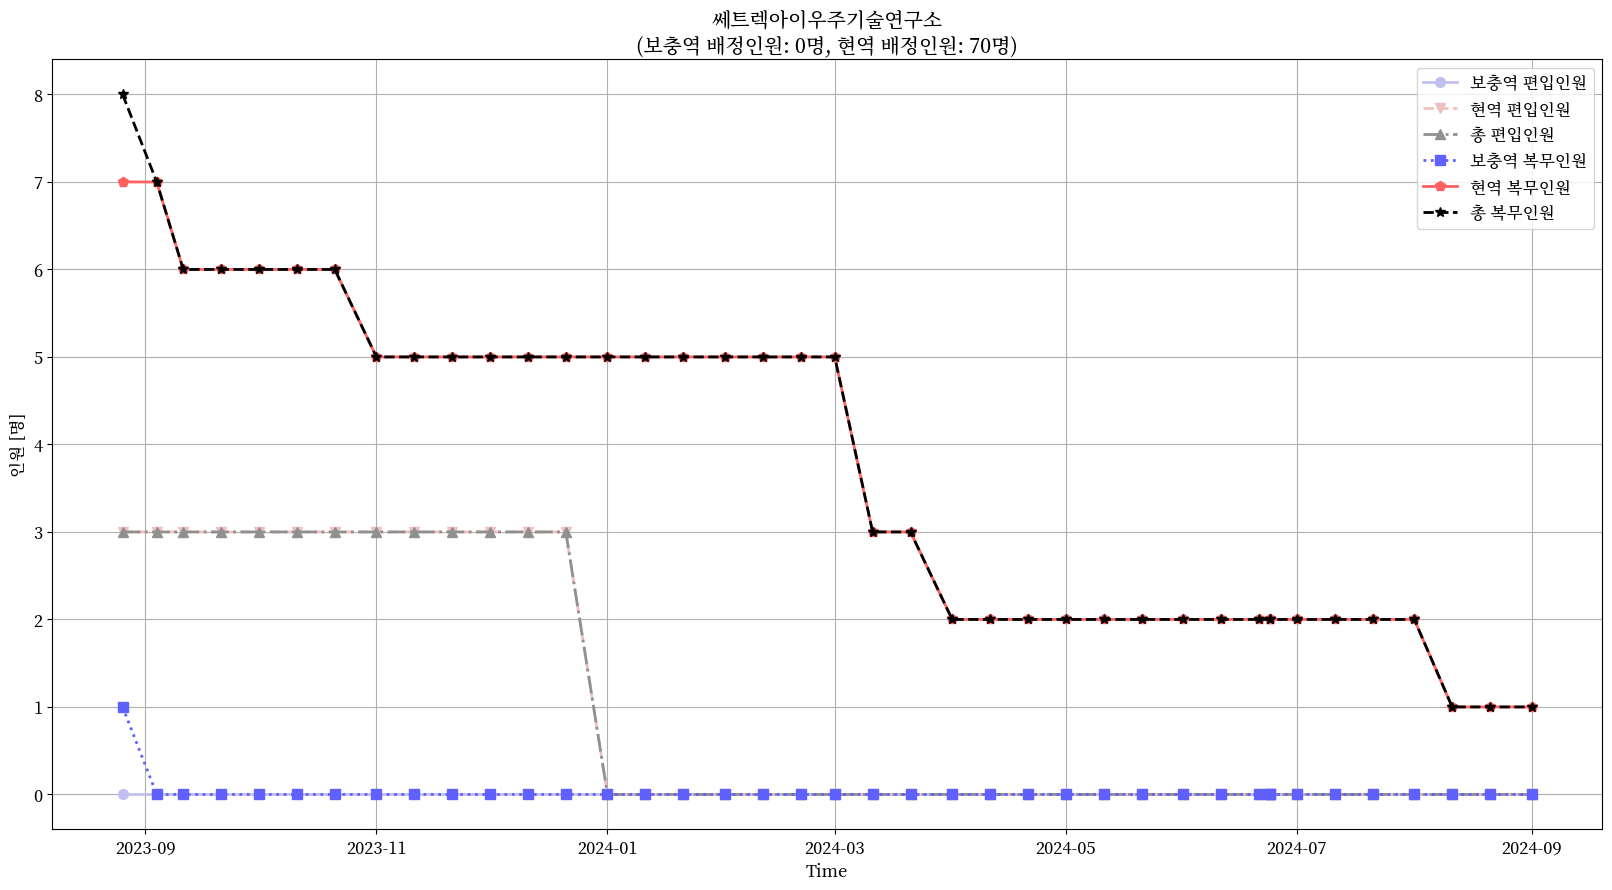 쎄트렉아이우주기술연구소
(보충역 배정인원: 0명, 현역 배정인원: 70명)
보충역 편입인원
현역 편입인원
총 편입인원
보충역 복무인원
현역 복무인원
총 복무인원
인원 [명]
8
7
6
5
4
3
2
1
0
2023-09
2023-11
2024-01
2024-03
2024-05
2024-07
2024-09
Time